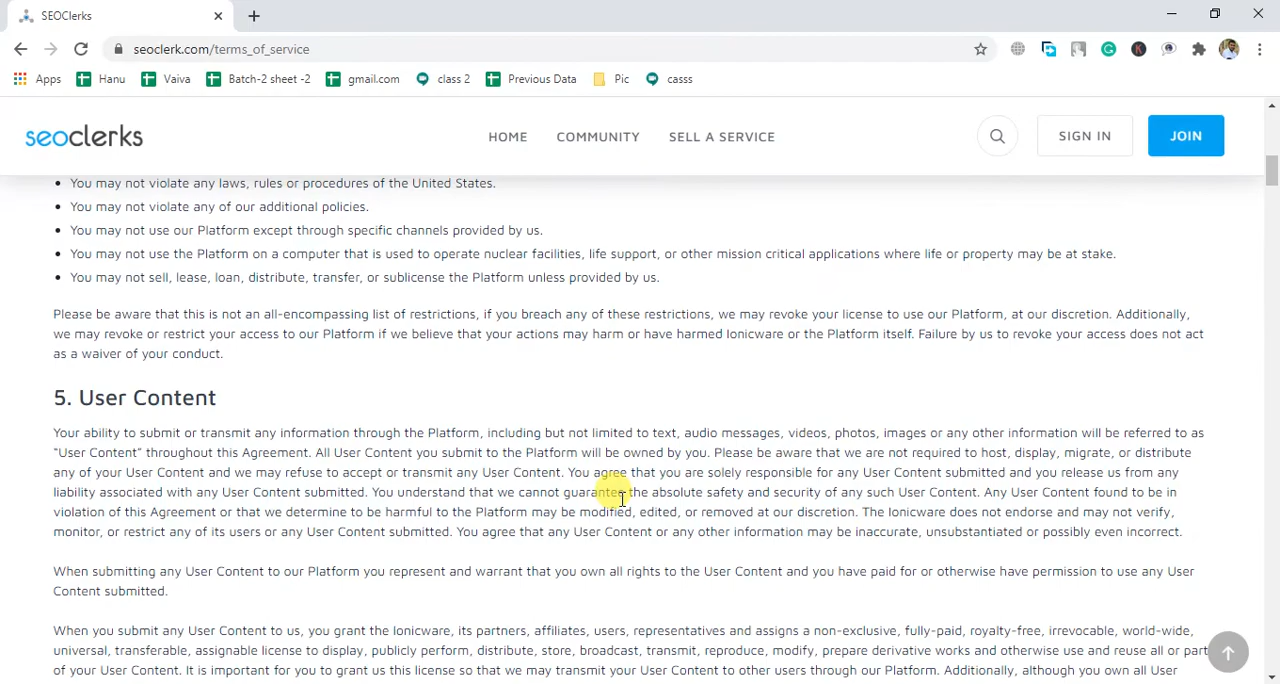 SEOClerks
seoclerk.com/terms_of_service
Apps Hanu Vaiva Batch-2 sheet -2 gmail.com class 2 Previous Data Pic casss
seoclerks HOME COMMUNITY SELL A SERVICE SIGN IN JOIN
• You may not violate any laws, rules or procedures of the United States.
• You may not violate any of our additional policies.
• You may not use our Platform except through specific channels provided by us.
• You may not use the Platform on a computer that is used to operate nuclear facilities, life support, or other mission critical applications where life or property may be at stake.
• You may not sell, lease, loan, distribute, transfer, or sublicense the Platform unless provided by us.
Please be aware that this is not an all-encompassing list of restrictions, if you breach any of these restrictions, we may revoke your license to use our Platform, at our discretion. Additionally,
we may revoke or restrict your access to our Platform if we believe that your actions may harm or have harmed Ionicware or the Platform itself. Failure by us to revoke your access does not act
as a waiver of your conduct.
5. User Content
Your ability to submit or transmit any information through the Platform, including but not limited to text, audio messages, videos, photos, images or any other information will be referred to as
“User Content” throughout this Agreement. All User Content you submit to the Platform will be owned by you. Please be aware that we are not required to host, display, migrate, or distribute
any of your User Content and we may refuse to accept or transmit any User Content. You agree that you are solely responsible for any User Content submitted and you release us from any
liability associated with any User Content submitted. You understand that we cannot guarantee the absolute safety and security of any such User Content. Any User Content found to be in
violation of this Agreement or that we determine to be harmful to the Platform may be modified, edited, or removed at our discretion. The Ionicware does not endorse and may not verify,
monitor, or restrict any of its users or any User Content submitted. You agree that any User Content or any other information may be inaccurate, unsubstantiated or possibly even incorrect.
When submitting any User Content to our Platform you represent and warrant that you own all rights to the User Content and you have paid for or otherwise have permission to use any User
Content submitted.
When you submit any User Content to us, you grant the Ionicware, its partners, affiliates, users, representatives and assigns a non-exclusive, fully-paid, royalty-free, irrevocable, world-wide,
universal, transferable, assignable license to display, publicly perform, distribute, store, broadcast, transmit, reproduce, modify, prepare derivative works and otherwise use and reuse all or part
of your User Content. It is important for you to grant us this license so that we may transmit your User Content to other users through our Platform. Additionally, although you own all User